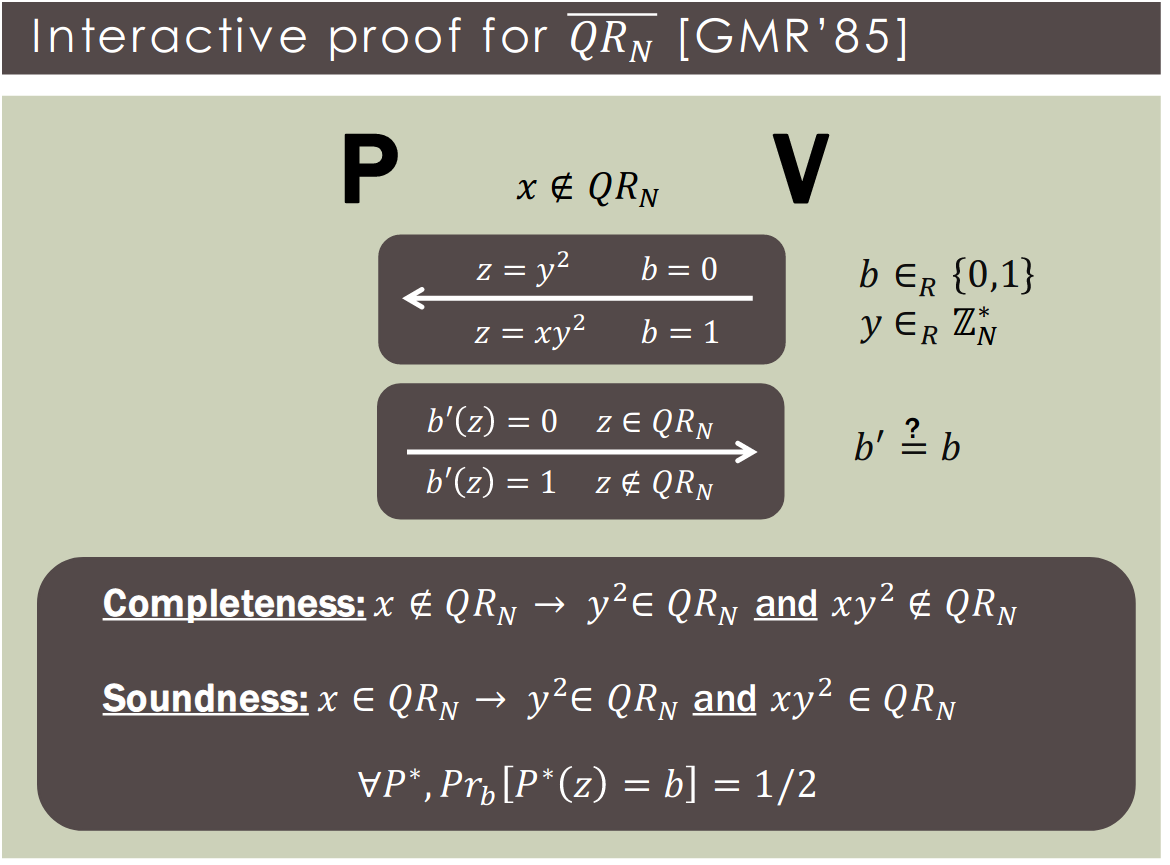 Interactive proof for $\overline{QR_N}$ [GMR’85]
P V
$x \notin QR_N$
$z = y^2$ $b = 0$
$z = xy^2$ $b = 1$
$b \in_R \{0,1\}$
$y \in_R \mathbb{Z}_N^*$
$b'(z) = 0$ $z \in QR_N$
$b'(z) = 1$ $z \notin QR_N$
$b' \stackrel{?}{=} b$
Completeness: $x \notin QR_N \rightarrow y^2 \in QR_N$ and $xy^2 \notin QR_N$
Soundness: $x \in QR_N \rightarrow y^2 \in QR_N$ and $xy^2 \in QR_N$
$\forall P^*, Pr_b[P^*(z) = b] = 1/2$